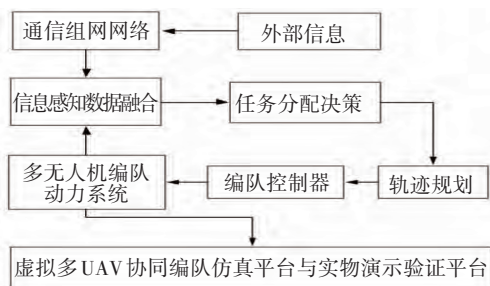 通信组网网络
外部信息
信息感知数据融合
任务分配决策
多无人机编队
动力系统
编队控制器
轨迹规划
虚拟多UAV协同编队仿真平台与实物演示验证平台